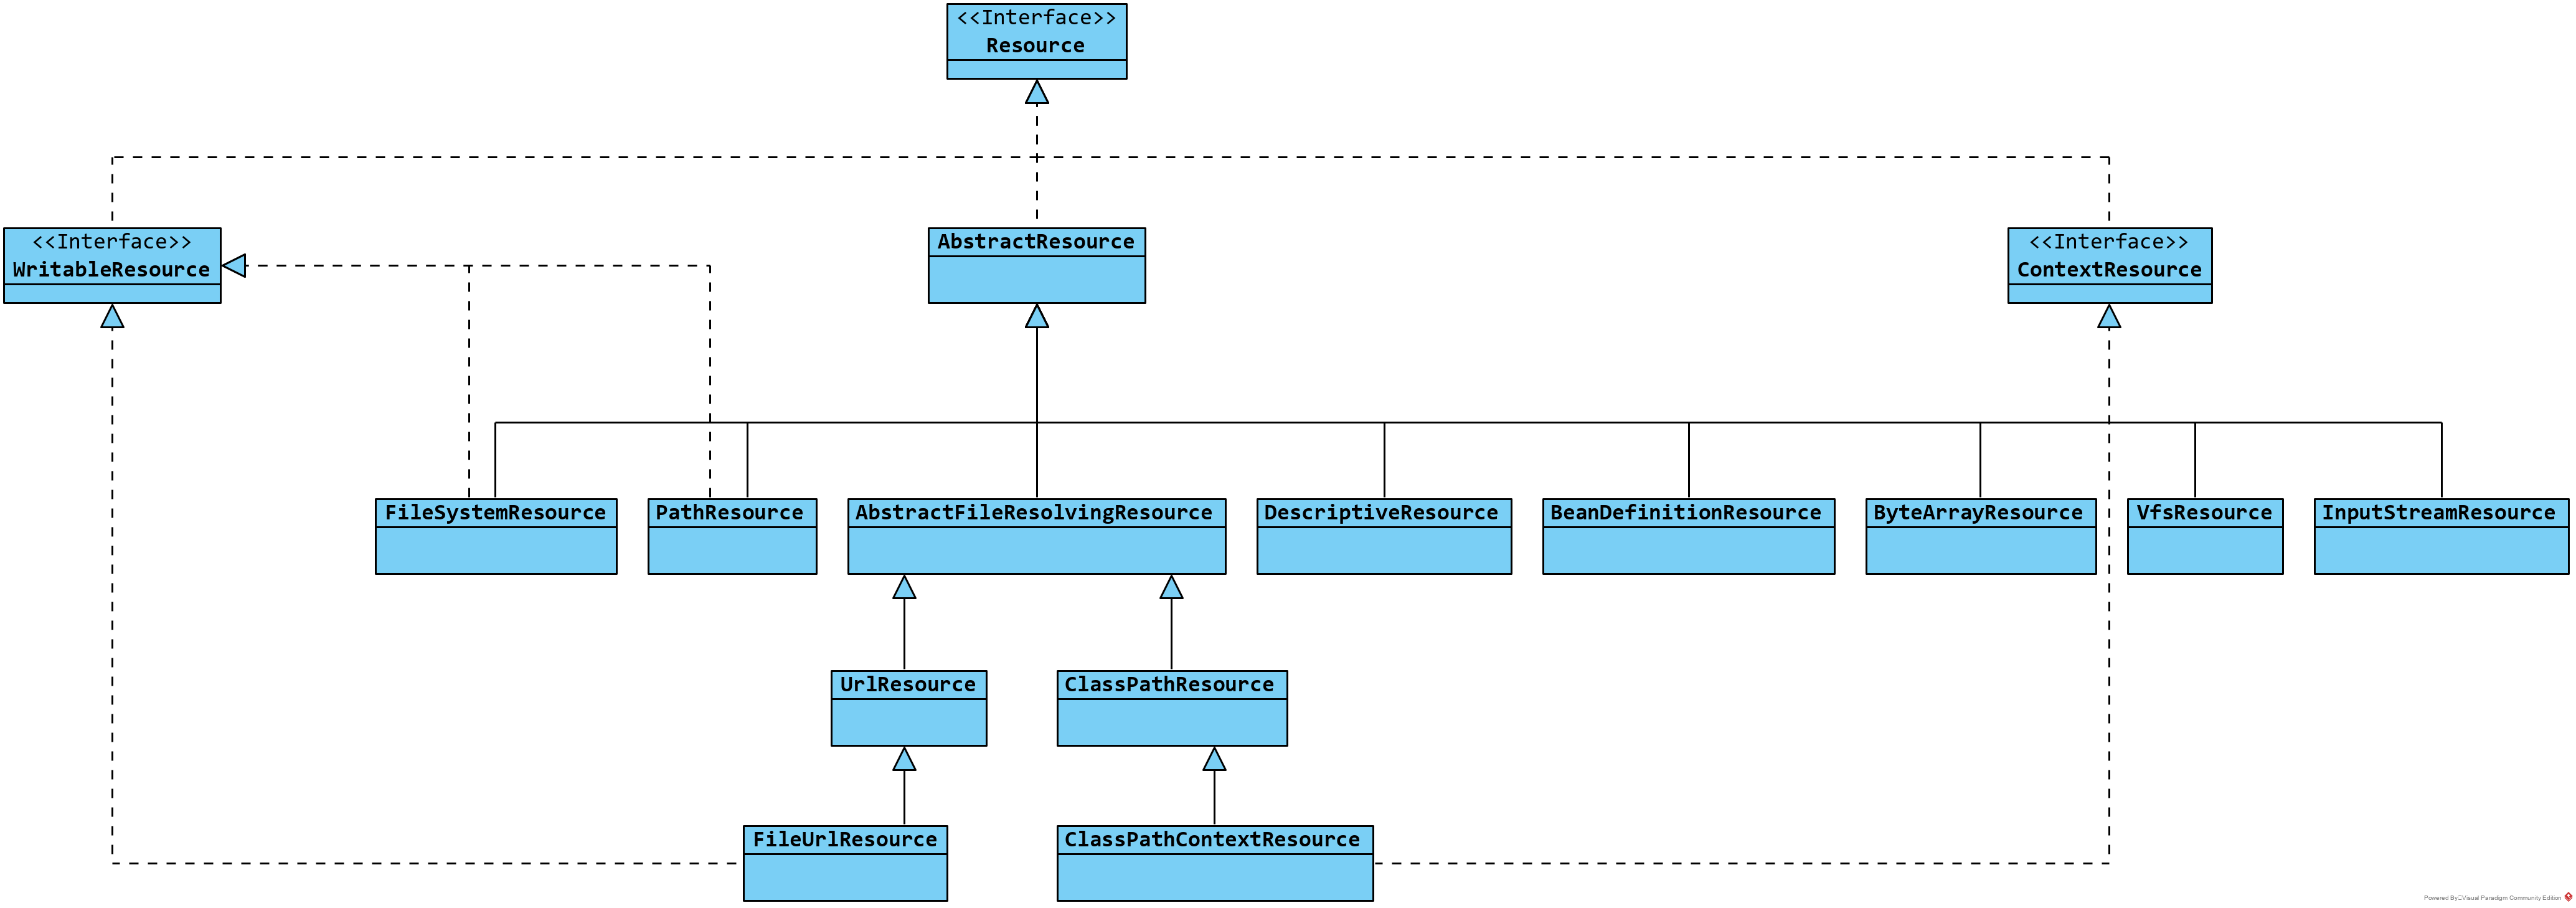 <<Interface>>
Resource
<<Interface>>
WritableResource
AbstractResource
<<Interface>>
ContextResource
FileSystemResource
PathResource
AbstractFileResolvingResource
DescriptiveResource
BeanDefinitionResource
ByteArrayResource
VfsResource
InputStreamResource
UrlResource
ClassPathResource
FileUrlResource
ClassPathContextResource
Powered By Visual Paradigm Community Edition